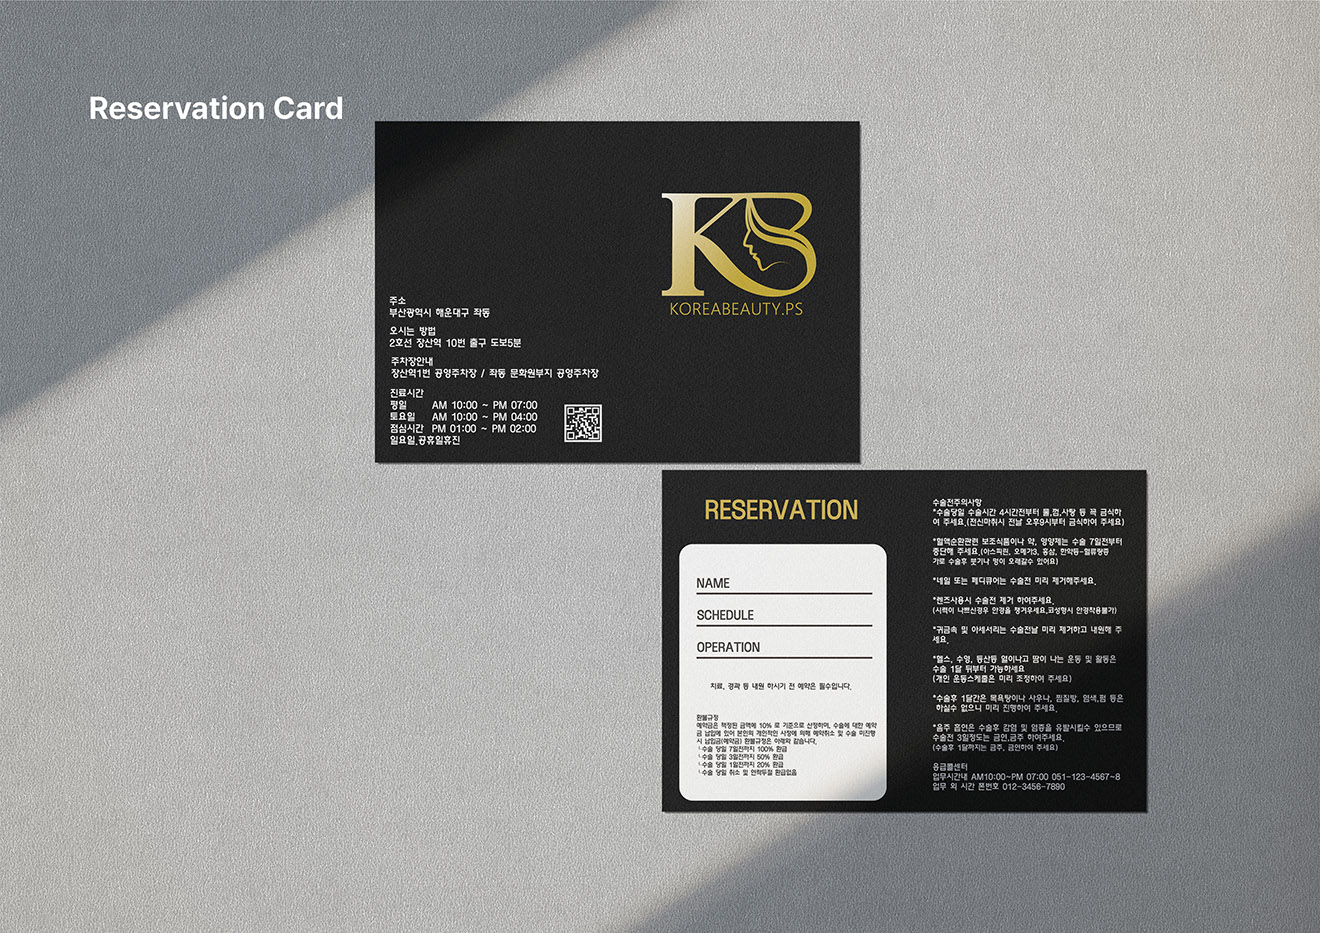 Reservation Card
KB
KOREABEAUTY.PS
주소
부산광역시 해운대구 좌동
오시는 방법
2호선 장산역 10번 출구 도보5분
주차장안내
장산역1번 공영주차장 / 좌동 문화원부지 공영주차장
진료시간
평일 AM 10:00 ~ PM 07:00
토요일 AM 10:00 ~ PM 04:00
점심시간 PM 01:00 ~ PM 02:00
일요일,공휴일휴진
RESERVATION
NAME
SCHEDULE
OPERATION
치료, 경과 등 내원 하시기 전 예약은 필수입니다.
환불규정
예약금은 책정된 금액에 10% 로 기준으로 산정하며, 수술에 대한 예약
금 납입에 있어 본인의 개인적인 사정에 의해 예약취소 및 수술 미진행
시 납입금(예약금) 환불규정은 아래와 같습니다.
수술 당일 7일전까지 100% 환급
수술 당일 3일전까지 50% 환급
수술 당일 1일전까지 20% 환급
수술 당일 취소 및 연락두절 환급없음
수술전주의사항
*수술당일 수술시간 4시간전부터 물,껌,사탕 등 꼭 금식하
여 주세요.(전신마취시 전날 오후9시부터 금식하여 주세요)
*혈액순환관련 보조식품이나 약, 영양제는 수술 7일전부터
중단해 주세요.(아스피린, 오메가3, 홍삼, 한약등-혈류량증
가로 수술후 붓기나 멍이 오래갈수 있어요)
*네일 또는 페디큐어는 수술전 미리 제거해주세요.
*렌즈사용시 수술전 제거 하여주세요.
(시력이 나쁘신경우 안경을 챙겨우세요.코성형시 안경착용불가)
*귀금속 및 악세서리는 수술전날 미리 제거하고 내원해 주
세요.
*헬스, 수영, 등산등 열이나고 땀이 나는 운동 및 활동은
수술 1달 뒤부터 가능하세요
(개인 운동스케줄은 미리 조정하여 주세요)
*수술후 1달간은 목욕탕이나 사우나, 찜질방, 염색,펌 등은
하실수 없으니 미리 진행하여 주세요.
*음주 흡연은 수술후 감염 및 염증을 유발시킬수 있으므로
수술전 3일정도는 금연,금주 하여주세요.
(수술후 1달까지는 금주, 금연하여 주세요)
응급콜센터
업무시간내 AM10:00~PM 07:00 051-123-4567~8
업무 외 시간 폰번호 012-3456-7890